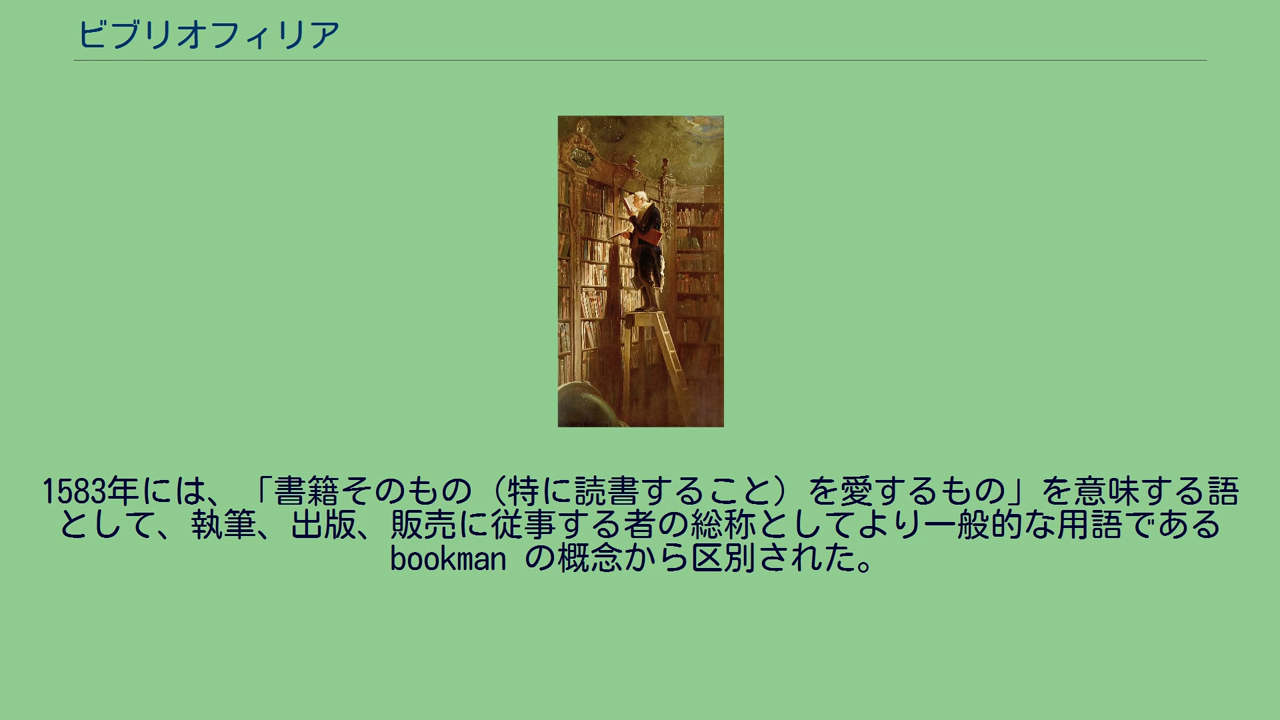 ビブリオフィリア
1583年には、「書籍そのもの（特に読書すること）を愛するもの」を意味する語
として、執筆、出版、販売に従事する者の総称としてより一般的な用語である
bookman の概念から区別された。